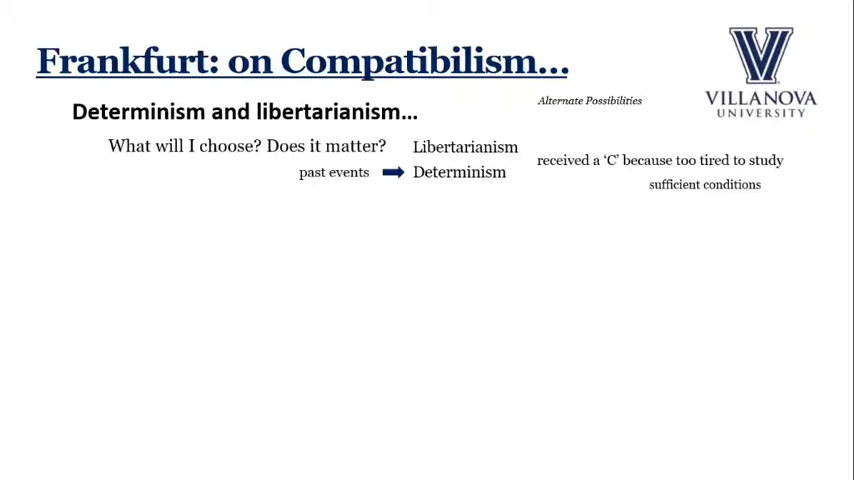 Frankfurt: on Compatibilism...
VILLANOVA
UNIVERSITY
Determinism and libertarianism...
Alternate Possibilities
What will I choose? Does it matter?
Libertarianism
received a ‘C’ because too tired to study
past events
Determinism
sufficient conditions